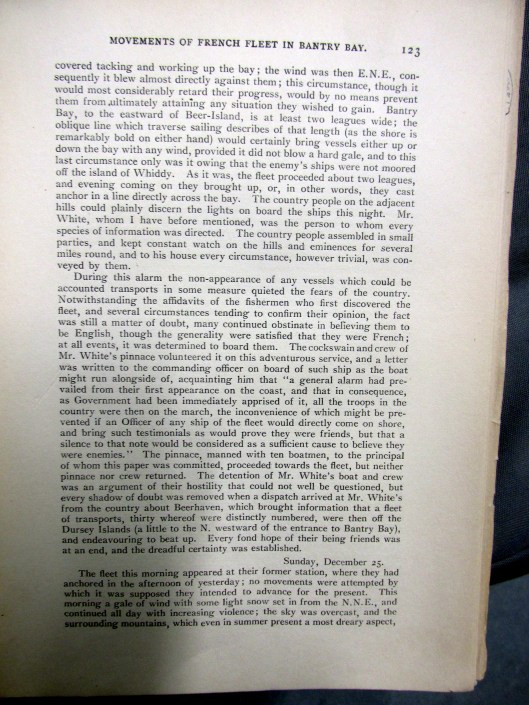 MOVEMENTS OF FRENCH FLEET IN BANTRY BAY. 123
covered tacking and working up the bay; the wind was then E.N.E., con-
sequently it blew almost directly against them; this circumstance, though it
would most considerably retard their progress, would by no means prevent
them from ultimately attaining any situation they wished to gain. Bantry
Bay, to the eastward of Beer-Island, is at least two leagues wide; the
oblique line which traverse sailing describes of that length (as the shore is
remarkably bold on either hand) would certainly bring vessels either up or
down the bay with any wind, provided it did not blow a hard gale, and to this
last circumstance only was it owing that the enemy's ships were not moored
off the island of Whiddy. As it was, the fleet proceeded about two leagues,
and evening coming on they brought up, or, in other words, they cast
anchor in a line directly across the bay. The country people on the adjacent
hills could plainly discern the lights on board the ships this night. Mr.
White, whom I have before mentioned, was the person to whom every
species of information was directed. The country people assembled in small
parties, and kept constant watch on the hills and eminences for several
miles round, and to his house every circumstance, however trivial, was con-
veyed by them.
During this alarm the non-appearance of any vessels which could be
accounted transports in some measure quieted the fears of the country.
Notwithstanding the affidavits of the fishermen who first discovered the
fleet, and several circumstances tending to confirm their opinion, the fact
was still a matter of doubt, many continued obstinate in believing them to
be English, though the generality were satisfied that they were French;
at all events, it was determined to board them. The cockswain and crew of
Mr. White's pinnace volunteered it on this adventurous service, and a letter
was written to the commanding officer on board of such ship as the boat
might run alongside of, acquainting him that "a general alarm had pre-
vailed from their first appearance on the coast, and that in consequence,
as Government had been immediately apprised of it, all the troops in the
country were then on the march, the inconvenience of which might be pre-
vented if an Officer of any ship of the fleet would directly come on shore,
and bring such testimonials as would prove they were friends, but that a
silence to that note would be considered as a sufficient cause to believe they
were enemies." The pinnace, manned with ten boatmen, to the principal
of whom this paper was committed, proceeded towards the fleet, but neither
pinnace nor crew returned. The detention of Mr. White's boat and crew
was an argument of their hostility that could not well be questioned, but
every shadow of doubt was removed when a dispatch arrived at Mr. White's
from the country about Beerhaven, which brought information that a fleet
of transports, thirty whereof were distinctly numbered, were then off the
Dursey Islands (a little to the N. westward of the entrance to Bantry Bay),
and endeavouring to beat up. Every fond hope of their being friends was
at an end, and the dreadful certainty was established.
Sunday, December 25.
The fleet this morning appeared at their former station, where they had
anchored in the afternoon of yesterday; no movements were attempted by
which it was supposed they intended to advance for the present. This
morning a gale of wind with some light snow set in from the N.N.E., and
continued all day with increasing violence; the sky was overcast, and the
surrounding mountains, which even in summer present a most dreary aspect,